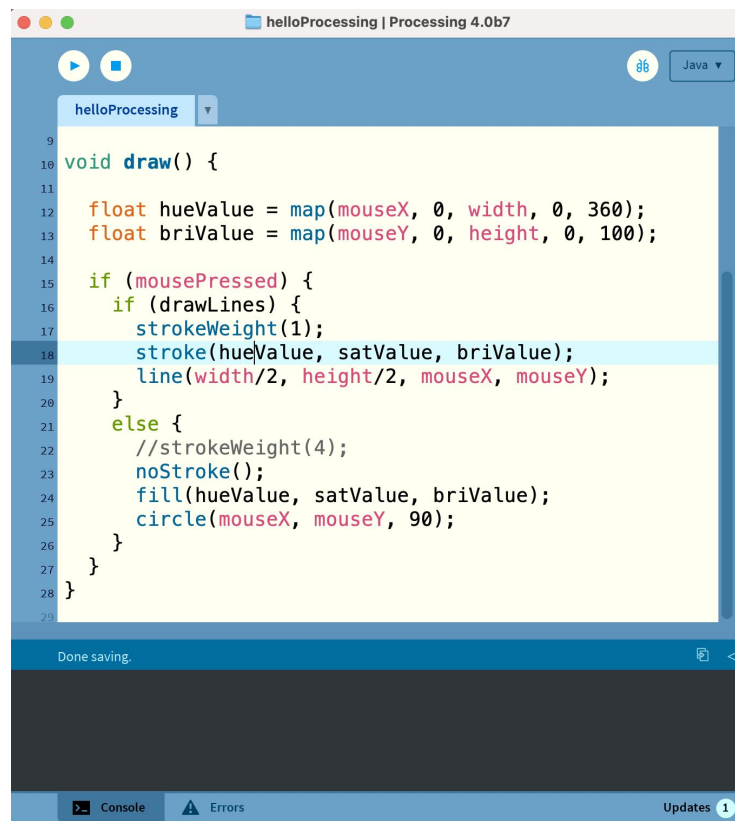 helloProcessing | Processing 4.0b7
Java ▼
helloProcessing ▼
9
10 void draw() {
11
12   float hueValue = map(mouseX, 0, width, 0, 360);
13   float briValue = map(mouseY, 0, height, 0, 100);
14
15   if (mousePressed) {
16     if (drawLines) {
17       strokeWeight(1);
18       stroke(hueValue, satValue, briValue);
19       line(width/2, height/2, mouseX, mouseY);
20     }
21     else {
22       //strokeWeight(4);
23       noStroke();
24       fill(hueValue, satValue, briValue);
25       circle(mouseX, mouseY, 90);
26     }
27   }
28 }
29
Done saving.
Console Errors Updates 1